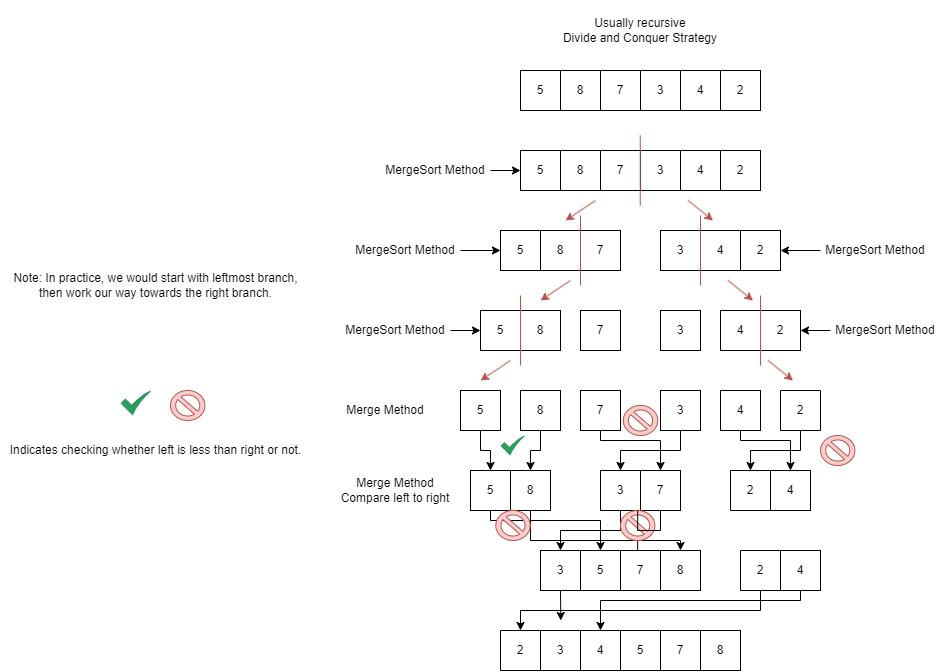 Usually recursive
Divide and Conquer Strategy
5 8 7 3 4 2
MergeSort Method 5 8 7 3 4 2
MergeSort Method 5 8 7 3 4 2 MergeSort Method
Note: In practice, we would start with leftmost branch,
then work our way towards the right branch.
MergeSort Method 5 8 7 3 4 2 MergeSort Method
Merge Method 5 8 7 3 4 2
Indicates checking whether left is less than right or not.
Merge Method
Compare left to right
5 8 3 7 2 4
3 5 7 8 2 4
2 3 4 5 7 8